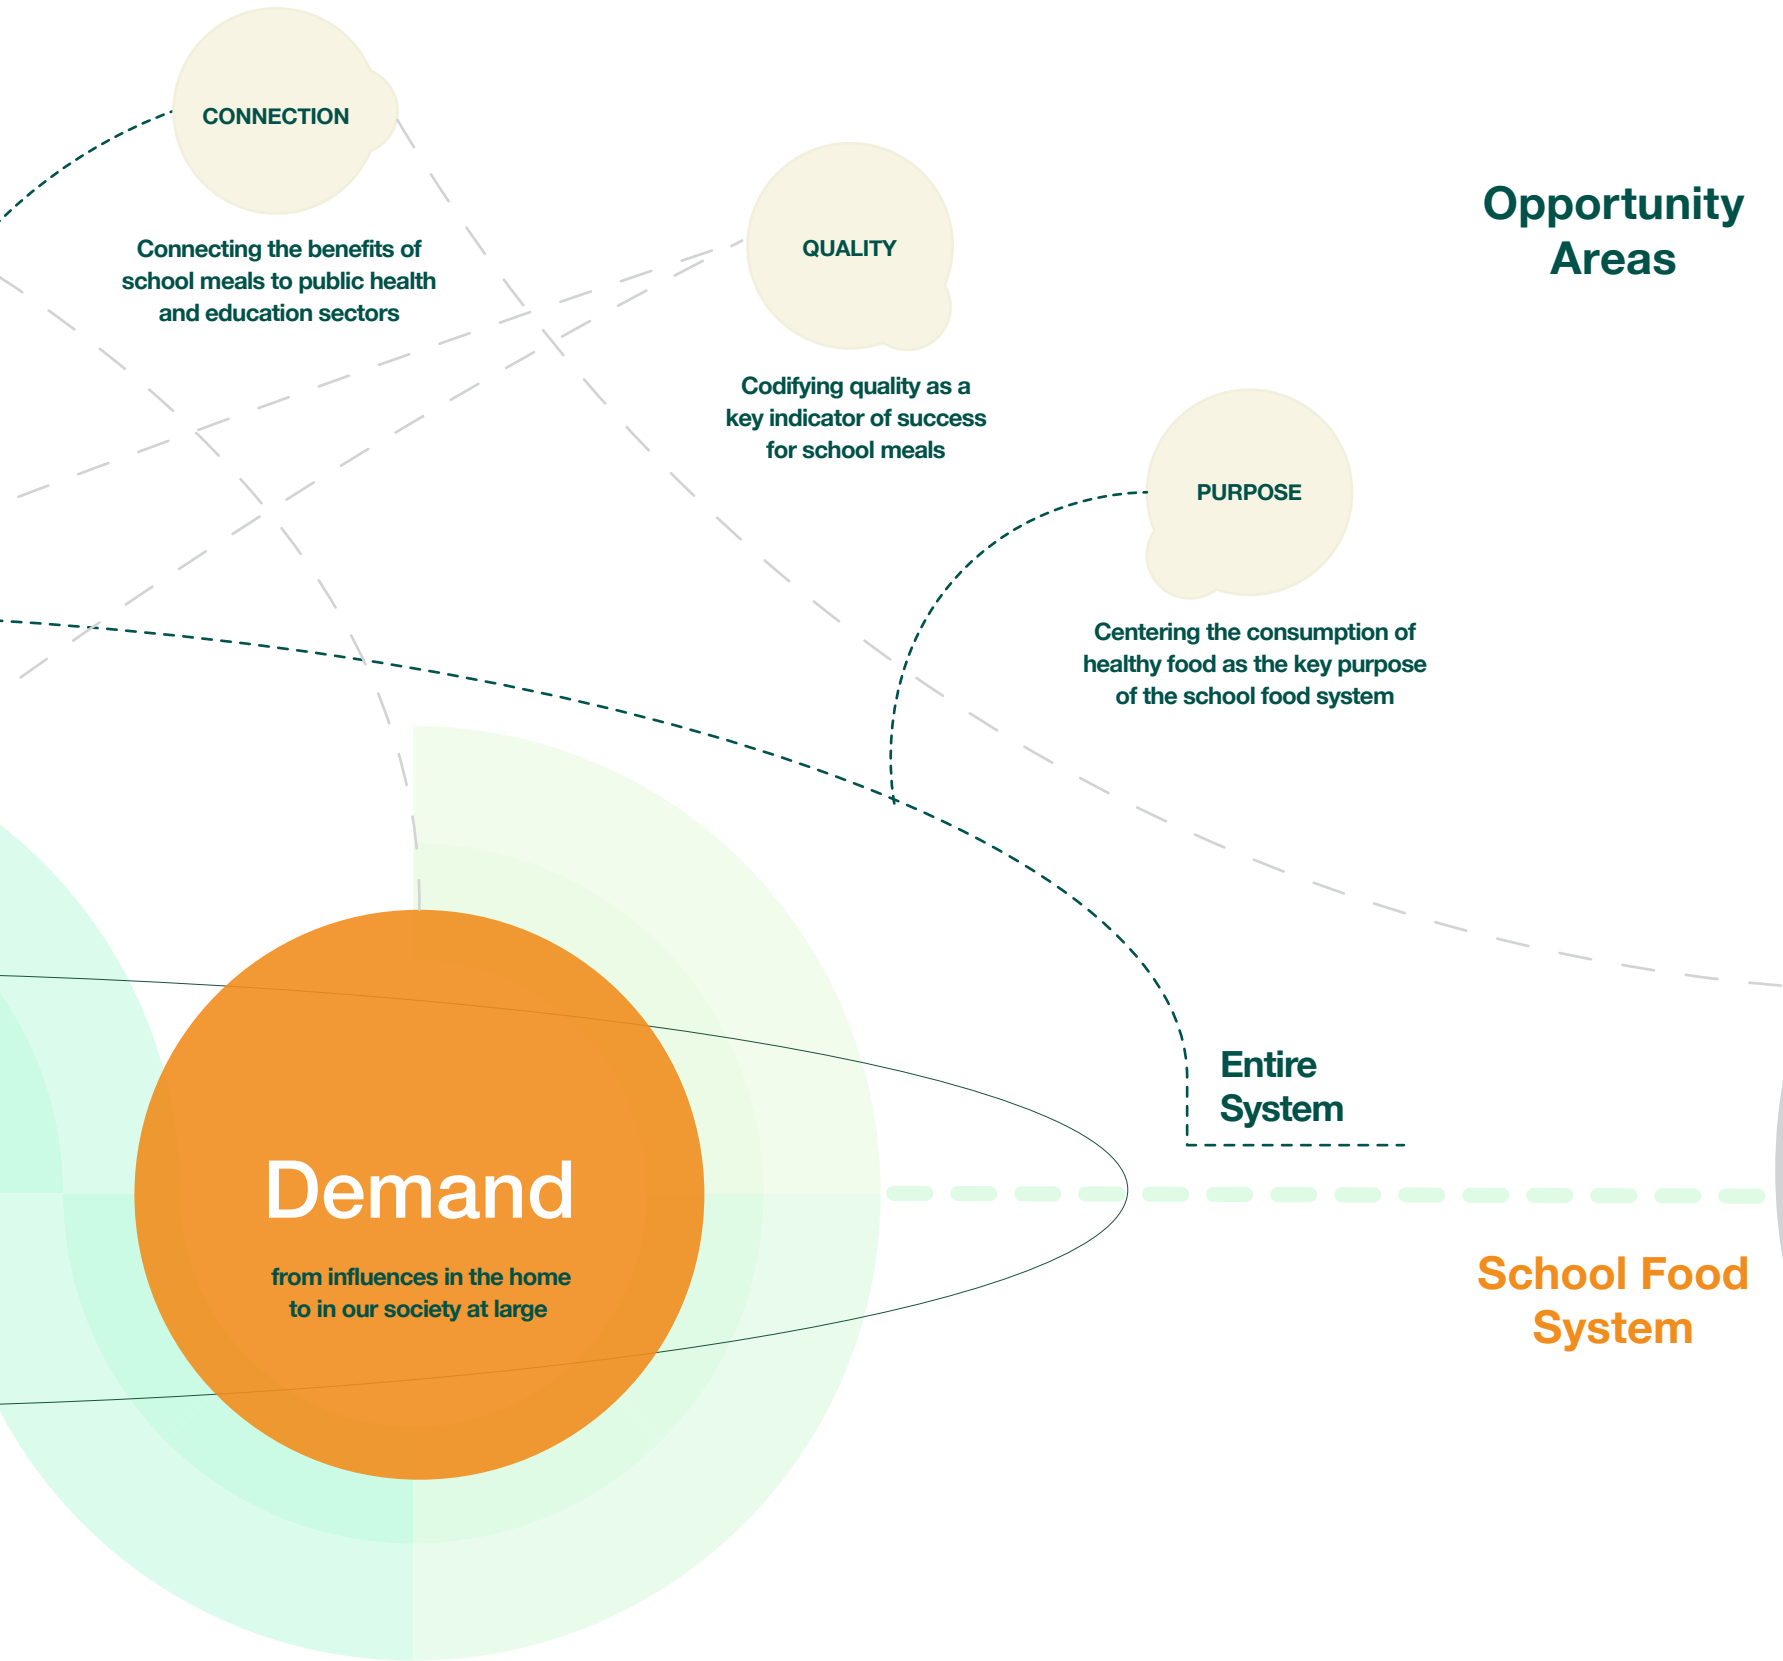 CONNECTION
Connecting the benefits of
school meals to public health
and education sectors
QUALITY
Codifying quality as a
key indicator of success
for school meals
Opportunity
Areas
PURPOSE
Centering the consumption of
healthy food as the key purpose
of the school food system
Entire
System
Demand
from influences in the home
to in our society at large
School Food
System